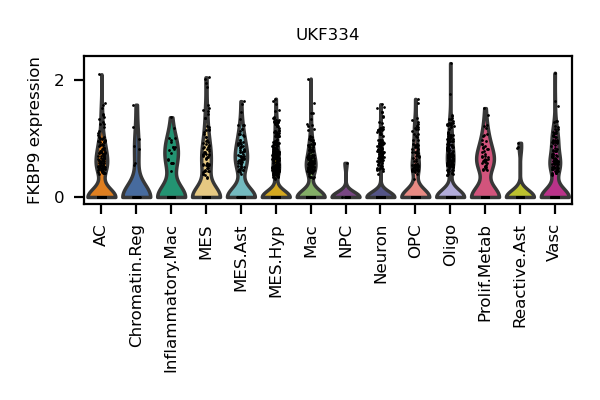 UKF334
FKBP9 expression
2
0
AC
Chromatin.Reg
Inflammatory.Mac
MES
MES.Ast
MES.Hyp
Mac
NPC
Neuron
OPC
Oligo
Prolif.Metab
Reactive.Ast
Vasc